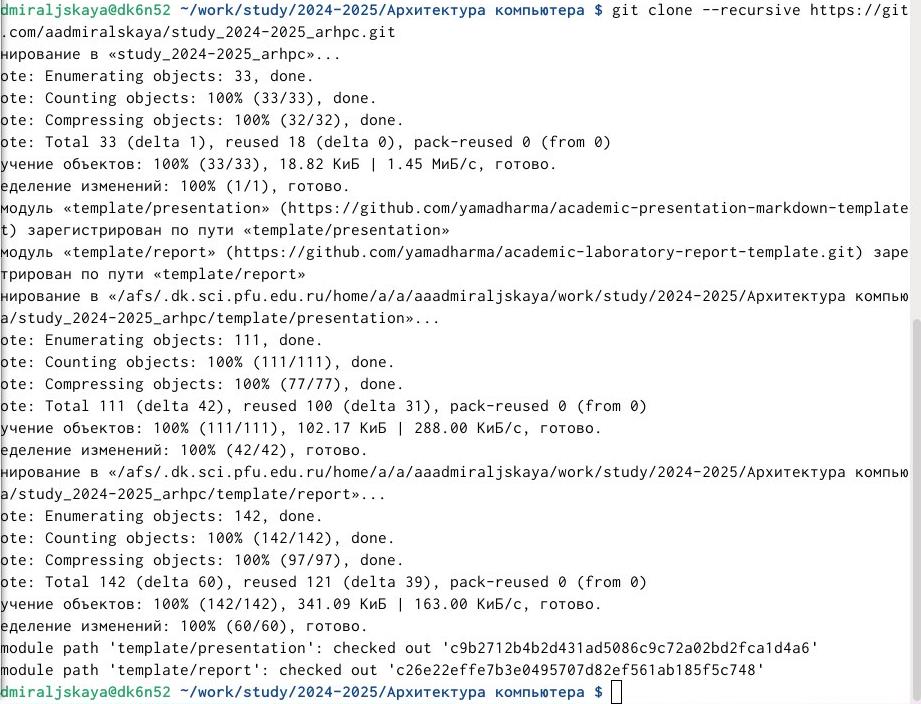 dmiraljskaya@dk6n52 ~/work/study/2024-2025/Архитектура компьютера $ git clone --recursive https://git
.com/aadmiralskaya/study_2024-2025_arhpc.git
нирование в «study_2024-2025_arhpc»...
ote: Enumerating objects: 33, done.
ote: Counting objects: 100% (33/33), done.
ote: Compressing objects: 100% (32/32), done.
ote: Total 33 (delta 1), reused 18 (delta 0), pack-reused 0 (from 0)
учение объектов: 100% (33/33), 18.82 КиБ | 1.45 МиБ/с, готово.
еделение изменений: 100% (1/1), готово.
модуль «template/presentation» (https://github.com/yamadharma/academic-presentation-markdown-template
t) зарегистрирован по пути «template/presentation»
модуль «template/report» (https://github.com/yamadharma/academic-laboratory-report-template.git) заре
трирован по пути «template/report»
нирование в «/afs/.dk.sci.pfu.edu.ru/home/a/a/aaadmiraljskaya/work/study/2024-2025/Архитектура компью
а/study_2024-2025_arhpc/template/presentation»...
ote: Enumerating objects: 111, done.
ote: Counting objects: 100% (111/111), done.
ote: Compressing objects: 100% (77/77), done.
ote: Total 111 (delta 42), reused 100 (delta 31), pack-reused 0 (from 0)
учение объектов: 100% (111/111), 102.17 КиБ | 288.00 КиБ/с, готово.
еделение изменений: 100% (42/42), готово.
нирование в «/afs/.dk.sci.pfu.edu.ru/home/a/a/aaadmiraljskaya/work/study/2024-2025/Архитектура компью
а/study_2024-2025_arhpc/template/report»...
ote: Enumerating objects: 142, done.
ote: Counting objects: 100% (142/142), done.
ote: Compressing objects: 100% (97/97), done.
ote: Total 142 (delta 60), reused 121 (delta 39), pack-reused 0 (from 0)
учение объектов: 100% (142/142), 341.09 КиБ | 163.00 КиБ/с, готово.
еделение изменений: 100% (60/60), готово.
module path 'template/presentation': checked out 'c9b2712b4b2d431ad5086c9c72a02bd2fca1d4a6'
module path 'template/report': checked out 'c26e22effe7b3e0495707d82ef561ab185f5c748'
dmiraljskaya@dk6n52 ~/work/study/2024-2025/Архитектура компьютера $